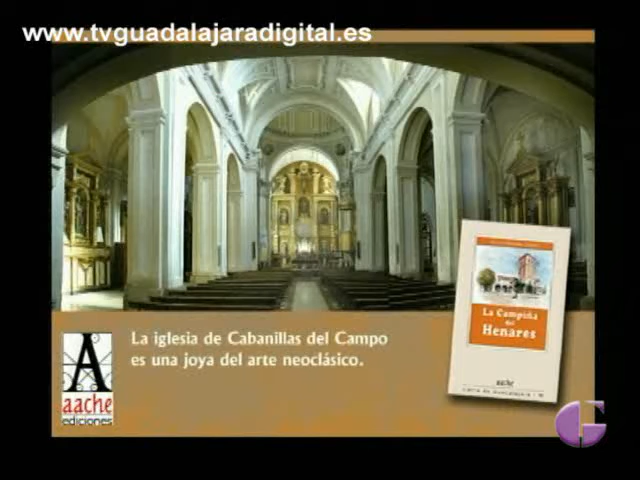 www.tvguadalajaradigital.es
La iglesia de Cabanillas del Campo
es una joya del arte neoclásico.
A
aache
ediciones
La Campiña
del
Henares
aache